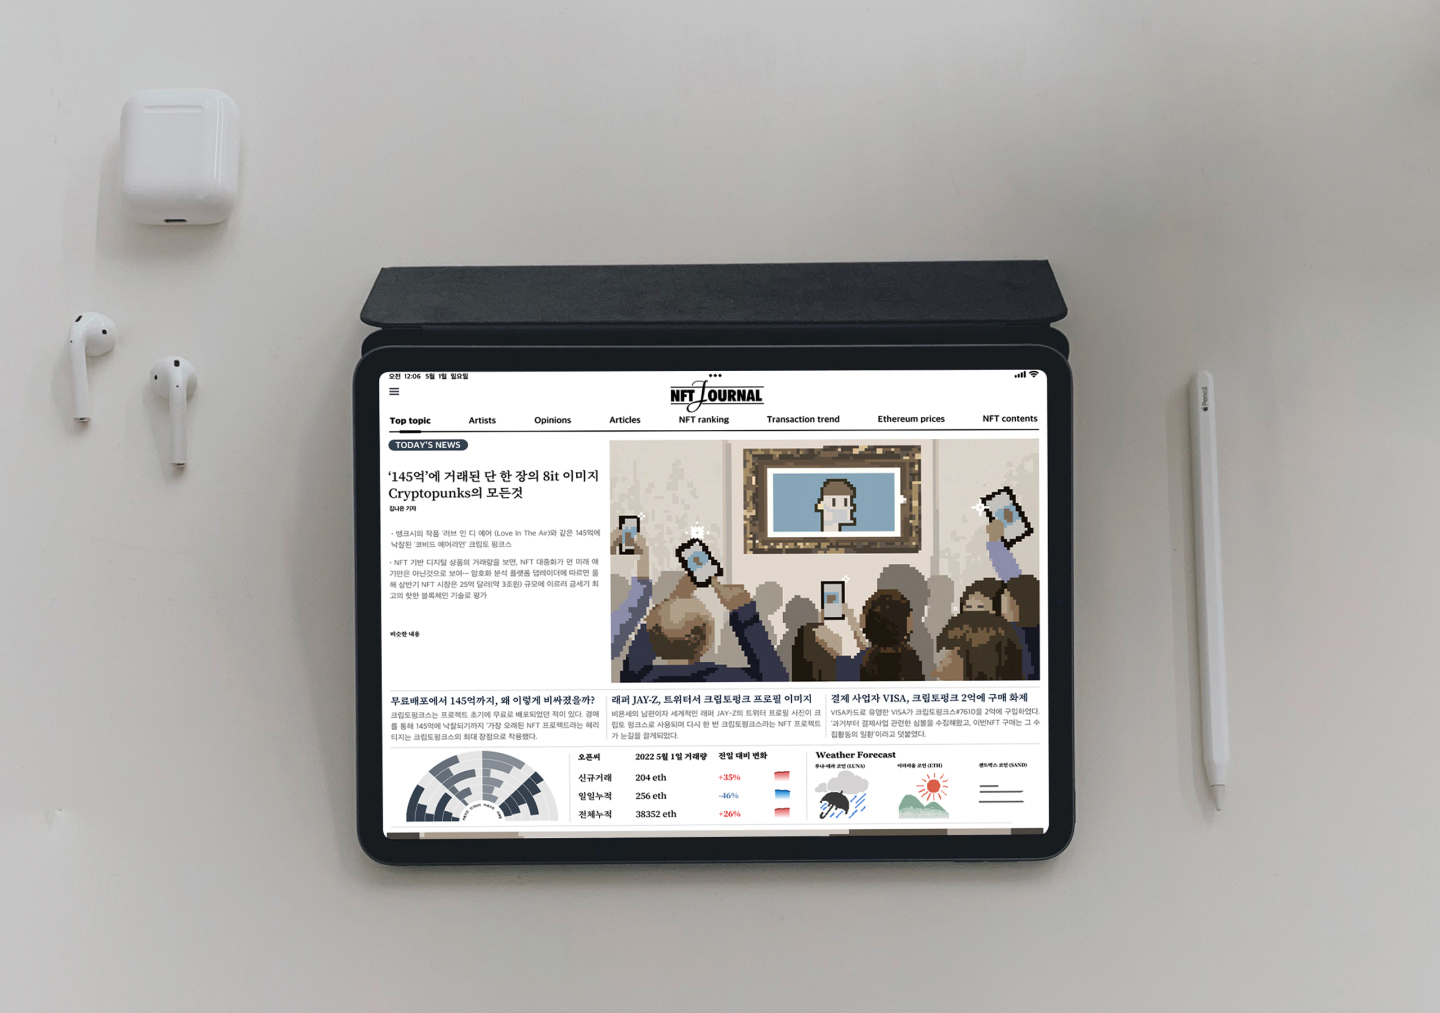 오전 12:06 5월 1일 일요일
NFT JOURNAL
Top topic Artists Opinions Articles NFT ranking Transaction trend Ethereum prices NFT contents
TODAY'S NEWS
‘145억’에 거래된 단 한 장의 8it 이미지
Cryptopunks의 모든것
김나은 기자
· 뱅크시의 작품 '러브 인 디 에어 (Love In The Air)와 같은 145억에
낙찰된 '코비드 에어리언' 크립토 펑크스
· NFT 기반 디지털 상품의 거래량을 보면, NFT 대중화가 먼 미래 얘
기만은 아닌것으로 보여… 암호화 분석 플랫폼 댑레이더에 따르면 올
해 상반기 NFT 시장은 25억 달러(약 3조원) 규모에 이르러 금세기 최
고의 핫한 블록체인 기술로 평가
비슷한 내용
무료배포에서 145억까지, 왜 이렇게 비싸졌을까?
크립토펑크스는 프로젝트 초기에 무료로 배포되었던 적이 있다. 경매
를 통해 145억에 낙찰되기까지 '가장 오래된 NFT 프로젝트라는 헤리
티지는 크립토펑크스의 최대 장점으로 작용했다.
래퍼 JAY-Z, 트위터서 크립토펑크 프로필 이미지
비욘세의 남편이자 세계적인 래퍼 JAY-Z의 트위터 프로필 사진이 크
립토 펑크스로 사용되며 다시 한 번 크립토펑크스라는 NFT 프로젝트
가 눈길을 끌게되었다.
결제 사업자 VISA, 크립토펑크 2억에 구매 화제
VISA카드로 유명한 VISA가 크립토펑크스#7610을 2억에 구입하였다.
'과거부터 결제사업 관련한 심볼을 수집해왔고, 이번NFT 구매는 그 수
집활동의 일환'이라고 덧붙였다.
오픈씨 2022 5월 1일 거래량 전일 대비 변화
신규거래 204 eth +35%
일일누적 256 eth -46%
전체누적 38352 eth +26%
Weather Forecast
루나-테라 코인 (LUNA) 이더리움 코인 (ETH) 샌드박스 코인 (SAND)
Pencil